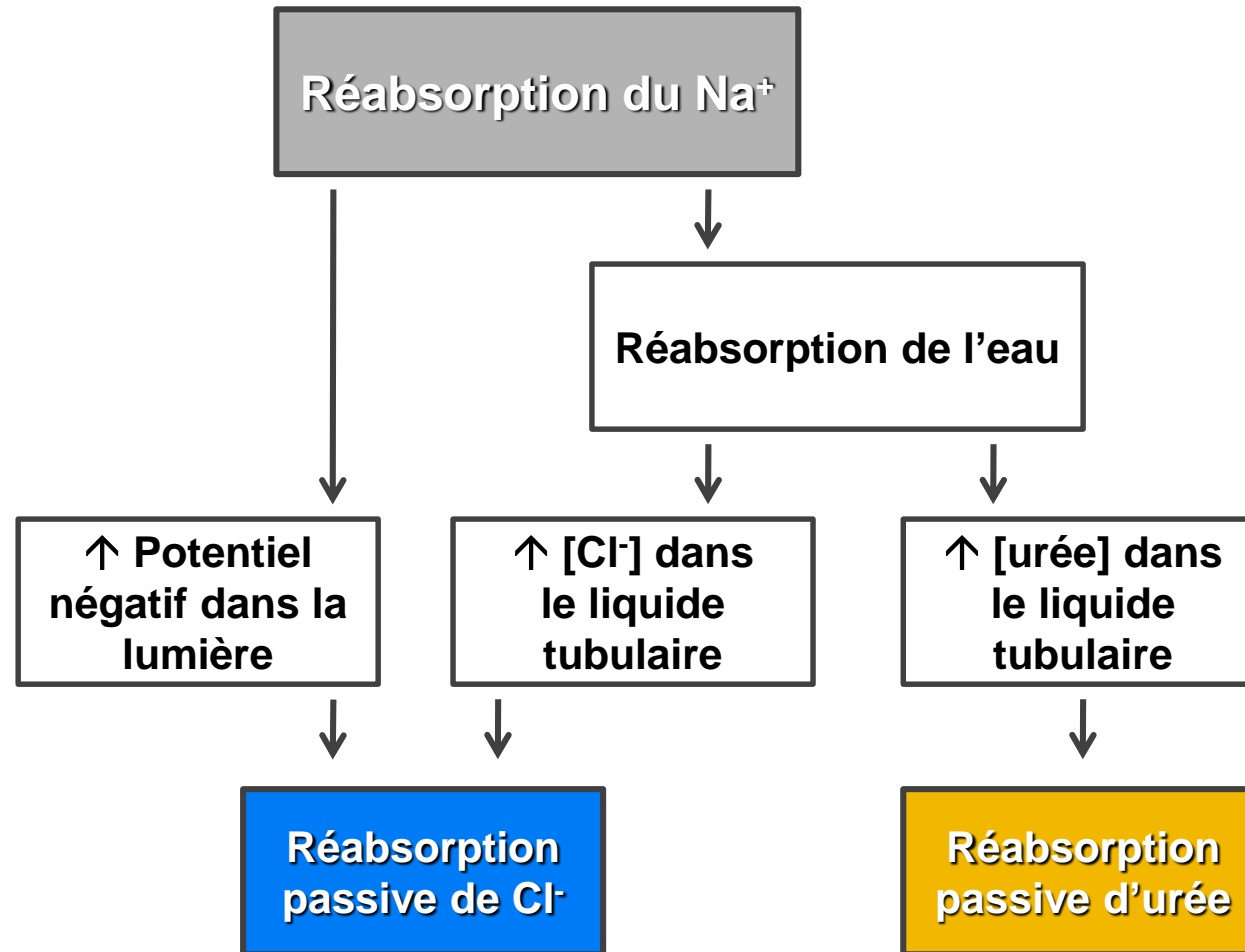 Réabsorption du Na⁺
Réabsorption de l’eau
↑ Potentiel
négatif dans la
lumière
↑ [Cl⁻] dans
le liquide
tubulaire
↑ [urée] dans
le liquide
tubulaire
Réabsorption
passive de Cl⁻
Réabsorption
passive d’urée